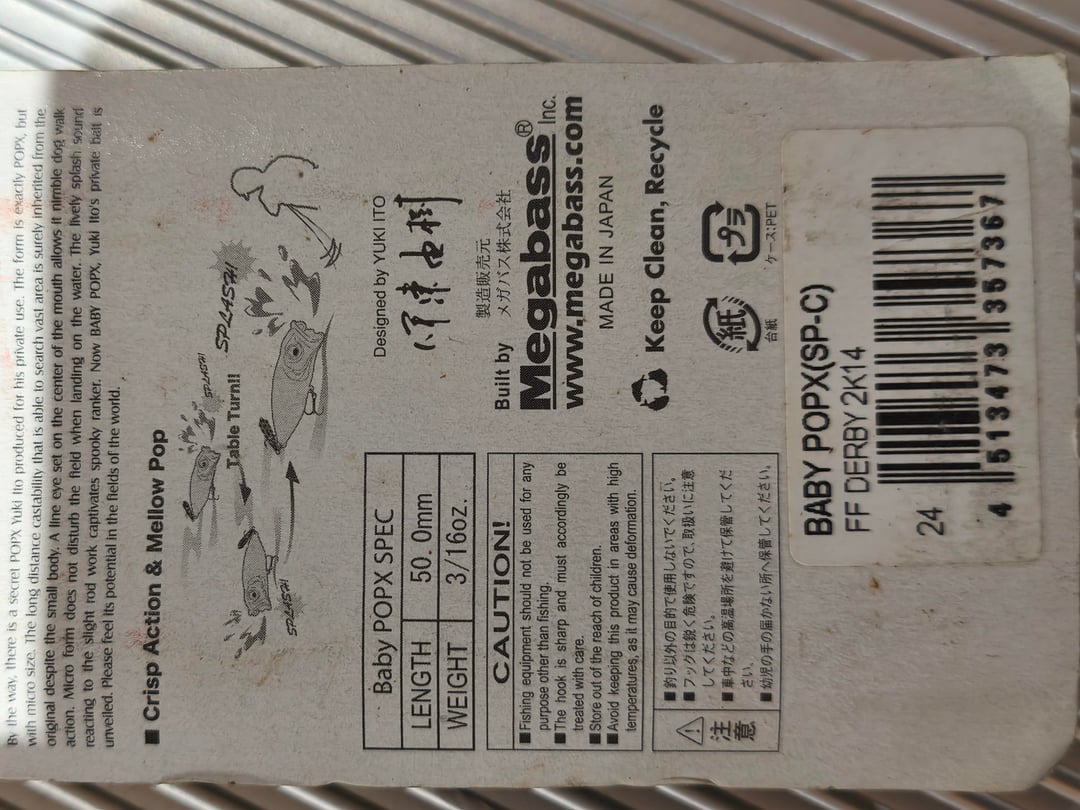 By the way, there is a secret POPX Yuki Ito produced for his private use. The form is exactly POPX, but
with micro size. The long distance castability that is able to search vast area is surely inherited from the
original despite the small body. A line eye set on the center of the mouth allows it nimble dog walk
action. Micro form does not disturb the field when landing on the water. The lively splash sound
reacting to the slight rod work captivates spooky ranker. Now BABY POPX, Yuki Ito's private bait is
unveiled. Please feel its potential in the fields of the world.
■ Crisp Action & Mellow Pop
SPLASH!
SPLASH!
Table Turn!!
SPLASH!
Baby POPX SPEC
LENGTH 50. 0mm
WEIGHT 3/16oz.
CAUTION!
■Fishing equipment should not be used for any
purpose other than fishing.
■The hook is sharp and must accordingly be
treated with care.
■Store out of the reach of children.
■Avoid keeping this product in areas with high
temperatures, as it may cause deformation.
注意
■釣り以外の目的で使用しないでください。
■フックは鋭く危険ですので、取扱いに注意
してください。
■車中などの高温場所を避けて保管してくだ
さい。
■幼児の手の届かない所へ保管してください。
Designed by YUKI ITO
伊東由樹
製造販売元
メガバス株式会社
Built by
Megabass® Inc.
www.megabass.com
MADE IN JAPAN
Keep Clean, Recycle
紙
台紙
プラ
ケース:PET
BABY POPX(SP-C)
FF DERBY 2K14
24
4 513473 357367